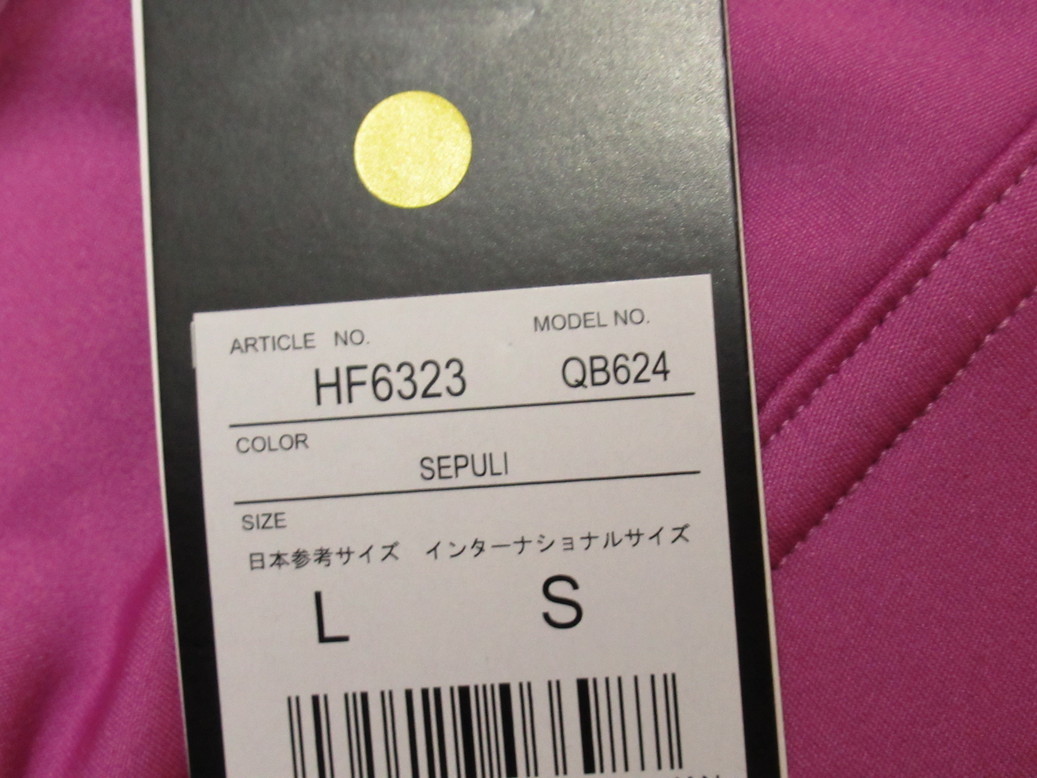 ARTICLE NO. MODEL NO.
HF6323 QB624
COLOR
SEPULI
SIZE
日本参考サイズ インターナショナルサイズ
L S